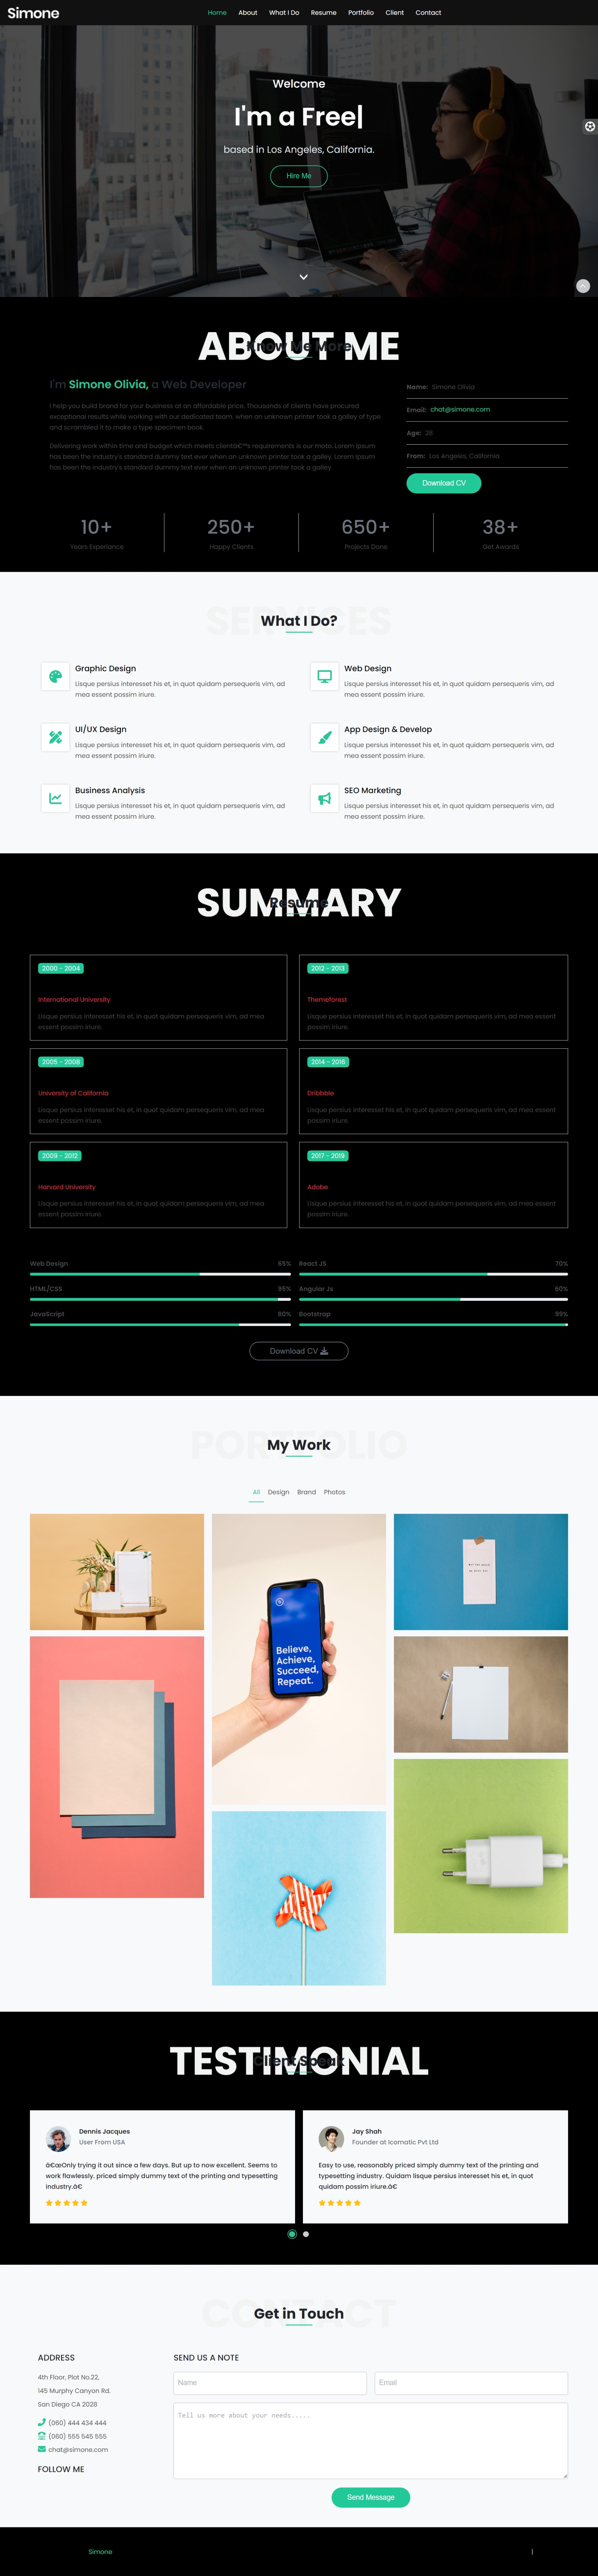 Simone
Home About What I Do Resume Portfolio Client Contact
Welcome
I'm a Free|
based in Los Angeles, California.
Hire Me
ABOUT ME
Know Me More
I'm Simone Olivia, a Web Developer
I help you build brand for your business at an affordable price. Thousands of clients have procured
exceptional results while working with our dedicated team. when an unknown printer took a galley of type
and scrambled it to make a type specimen book.
Delivering work within time and budget which meets clientâ€™s requirements is our moto. Lorem Ipsum
has been the industry's standard dummy text ever when an unknown printer took a galley. Lorem Ipsum
has been the industry's standard dummy text ever when an unknown printer took a galley.
Name: Simone Olivia
Email: chat@simone.com
Age: 28
From: Los Angeles, California
Download CV
10+
Years Experiance
250+
Happy Clients
650+
Projects Done
38+
Get Awards
SERVICES
What I Do?
Graphic Design
Lisque persius interesset his et, in quot quidam persequeris vim, ad
mea essent possim iriure.
Web Design
Lisque persius interesset his et, in quot quidam persequeris vim, ad
mea essent possim iriure.
UI/UX Design
Lisque persius interesset his et, in quot quidam persequeris vim, ad
mea essent possim iriure.
App Design & Develop
Lisque persius interesset his et, in quot quidam persequeris vim, ad
mea essent possim iriure.
Business Analysis
Lisque persius interesset his et, in quot quidam persequeris vim, ad
mea essent possim iriure.
SEO Marketing
Lisque persius interesset his et, in quot quidam persequeris vim, ad
mea essent possim iriure.
SUMMARY
Resume
2000 - 2004
International University
Lisque persius interesset his et, in quot quidam persequeris vim, ad mea
essent possim iriure.
2012 - 2013
Themeforest
Lisque persius interesset his et, in quot quidam persequeris vim, ad mea essent
possim iriure.
2005 - 2008
University of California
Lisque persius interesset his et, in quot quidam persequeris vim, ad mea
essent possim iriure.
2014 - 2016
Dribbble
Lisque persius interesset his et, in quot quidam persequeris vim, ad mea essent
possim iriure.
2009 - 2012
Harvard University
Lisque persius interesset his et, in quot quidam persequeris vim, ad mea
essent possim iriure.
2017 - 2019
Adobe
Lisque persius interesset his et, in quot quidam persequeris vim, ad mea essent
possim iriure.
Web Design 65%
React JS 70%
HTML/CSS 95%
Angular Js 60%
JavaScript 80%
Bootstrap 99%
Download CV
PORTFOLIO
My Work
All Design Brand Photos
Believe,
Achieve,
Succeed,
Repeat.
TESTIMONIAL
Client Speak
Dennis Jacques
User From USA
â€œOnly trying it out since a few days. But up to now excellent. Seems to
work flawlessly. priced simply dummy text of the printing and typesetting
industry.â€
Jay Shah
Founder at Icomatic Pvt Ltd
Easy to use, reasonably priced simply dummy text of the printing and
typesetting industry. Quidam lisque persius interesset his et, in quot
quidam possim iriure.â€
CONTACT
Get in Touch
ADDRESS
4th Floor, Plot No.22,
145 Murphy Canyon Rd.
San Diego CA 2028
(060) 444 434 444
(060) 555 545 555
chat@simone.com
FOLLOW ME
SEND US A NOTE
Name
Email
Tell us more about your needs.....
Send Message
Simone
|